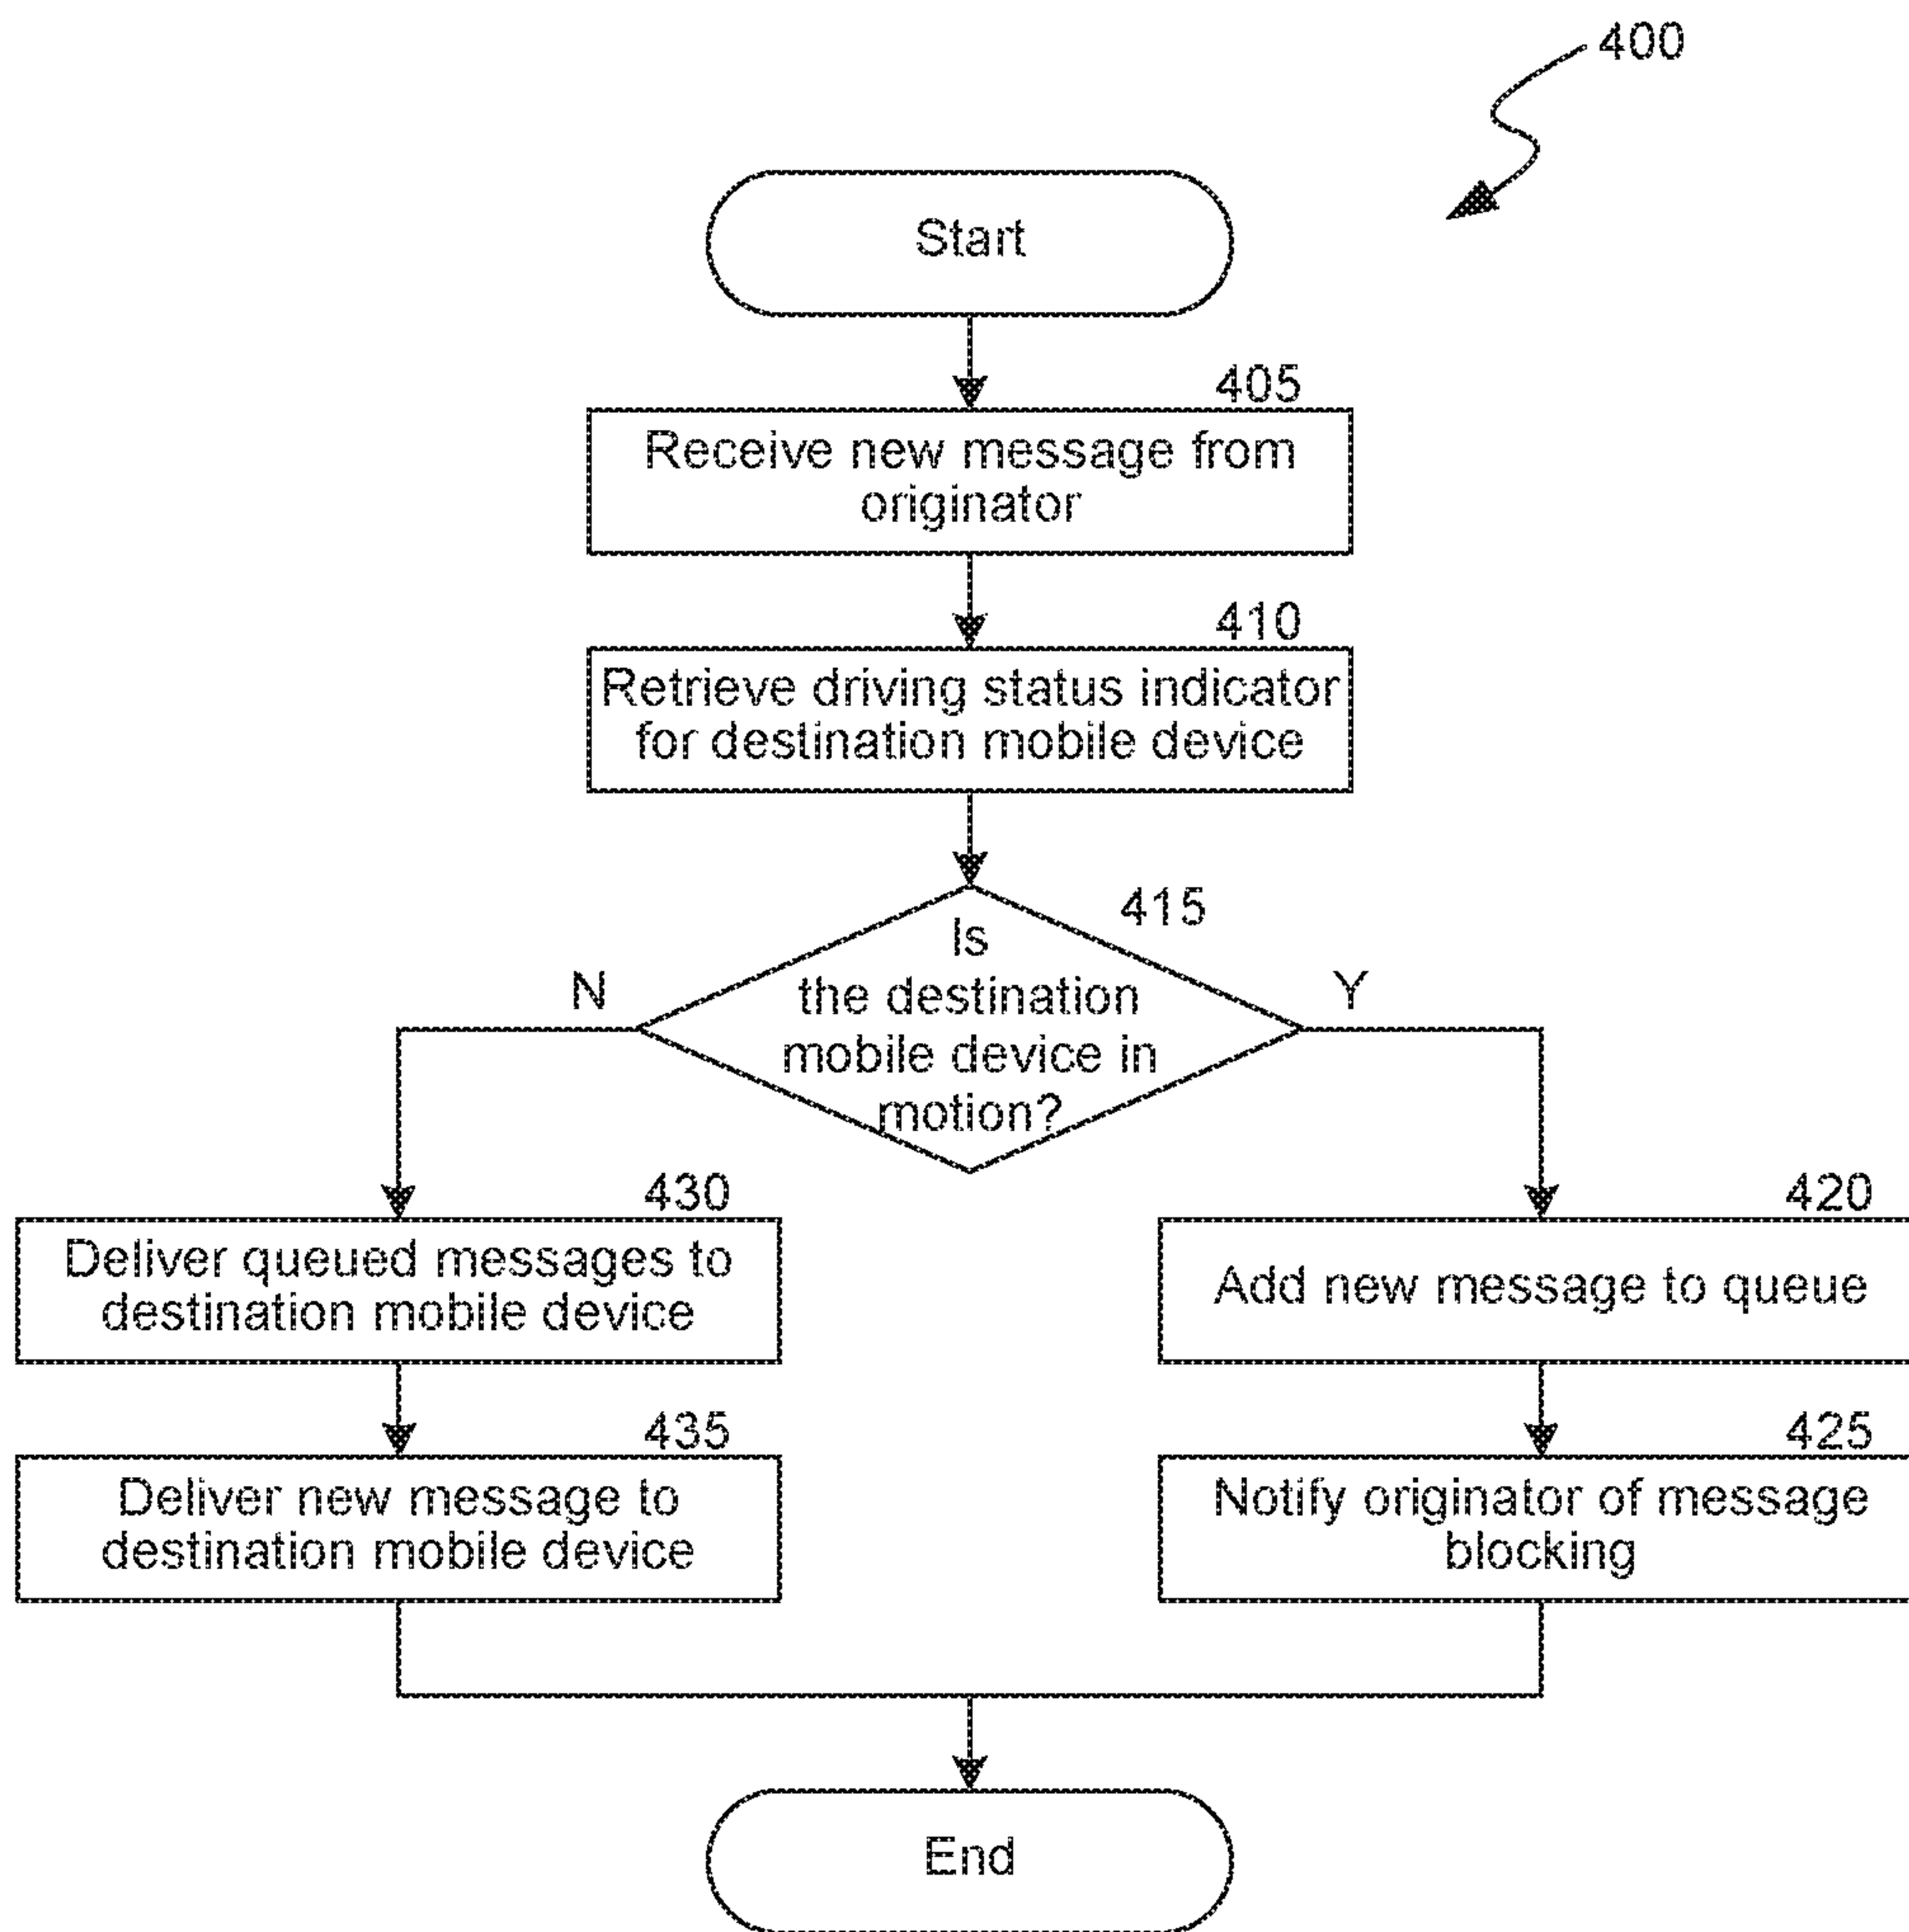 400
Start
405
Receive new message from
originator
410
Retrieve driving status indicator
for destination mobile device
415
Is
the destination
mobile device in
motion?
N
Y
430
Deliver queued messages to
destination mobile device
420
Add new message to queue
435
Deliver new message to
destination mobile device
425
Notify originator of message
blocking
End